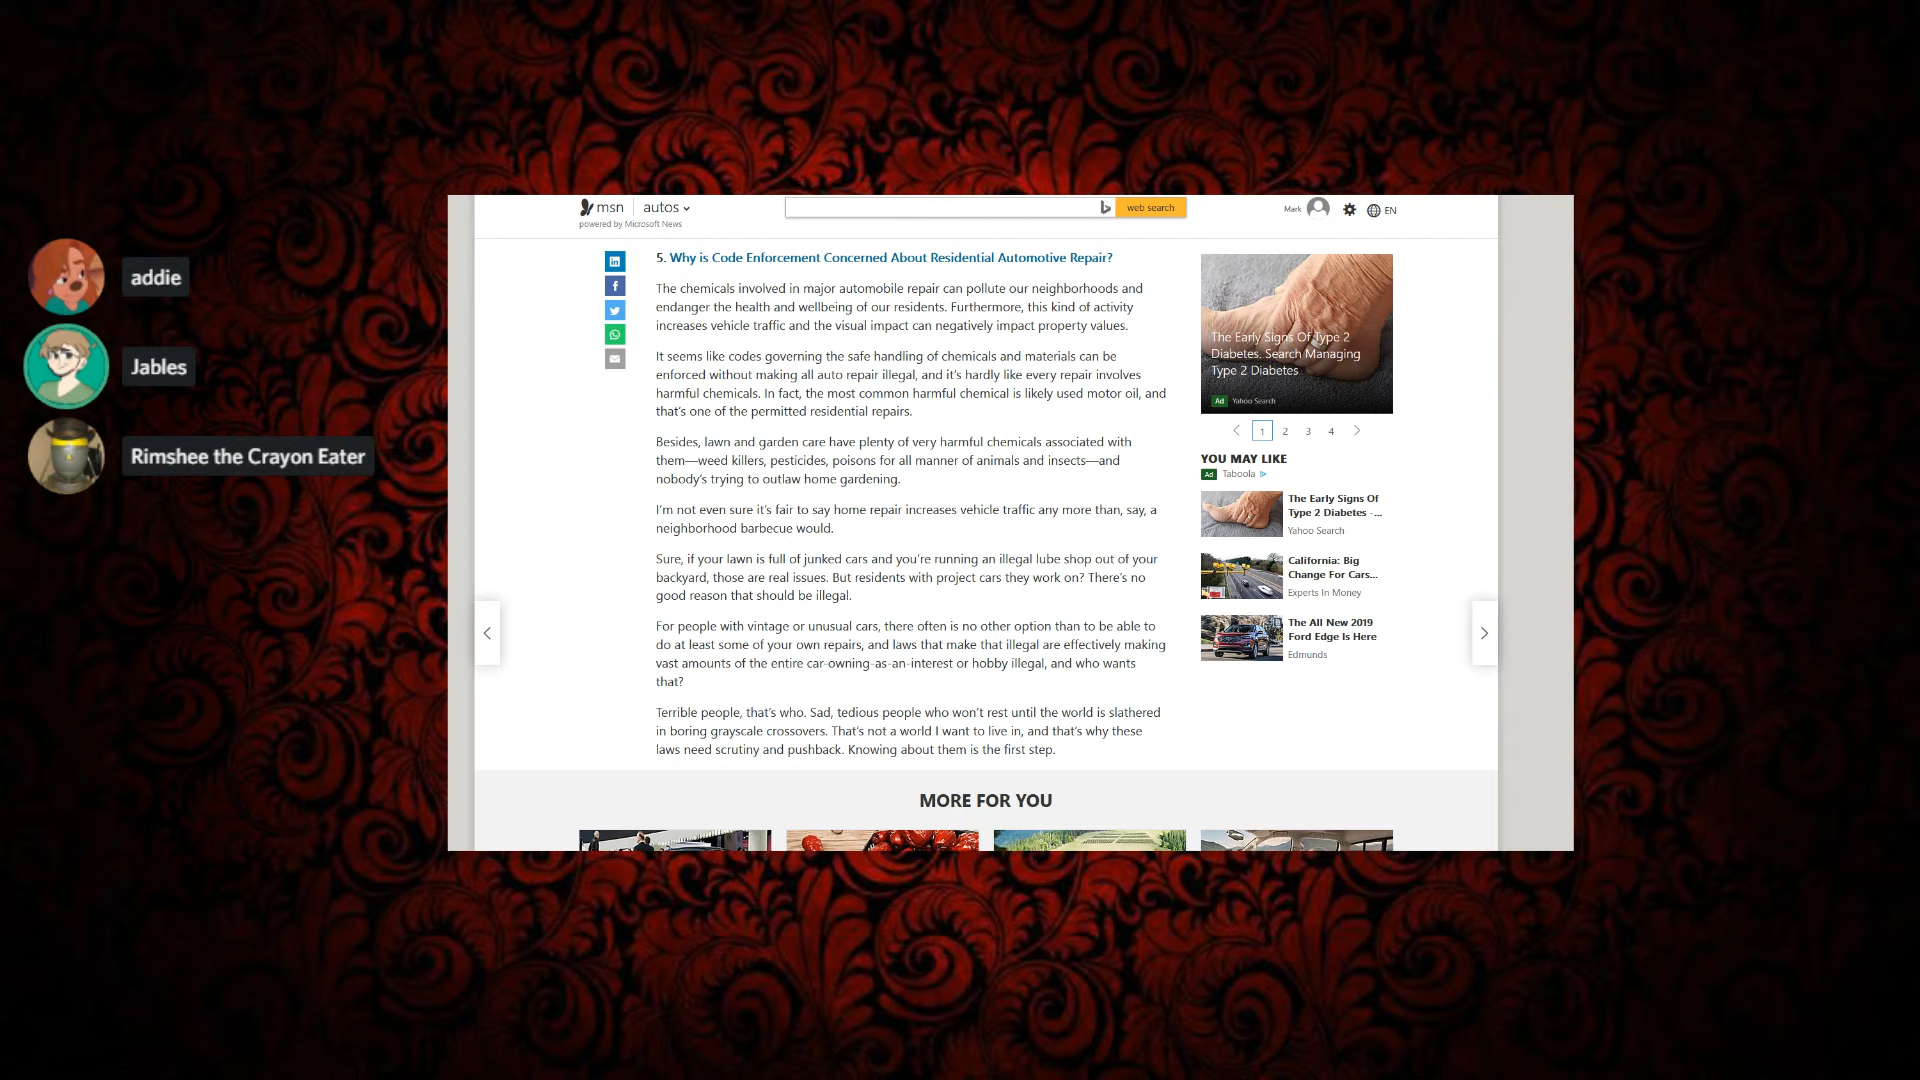 addie
Jables
Rimshee the Crayon Eater
msn autos
powered by Microsoft News
web search
Mark
EN
5. Why is Code Enforcement Concerned About Residential Automotive Repair?
The chemicals involved in major automobile repair can pollute our neighborhoods and
endanger the health and wellbeing of our residents. Furthermore, this kind of activity
increases vehicle traffic and the visual impact can negatively impact property values.
It seems like codes governing the safe handling of chemicals and materials can be
enforced without making all auto repair illegal, and it's hardly like every repair involves
harmful chemicals. In fact, the most common harmful chemical is likely used motor oil, and
that's one of the permitted residential repairs.
Besides, lawn and garden care have plenty of very harmful chemicals associated with
them—weed killers, pesticides, poisons for all manner of animals and insects—and
nobody's trying to outlaw home gardening.
I'm not even sure it's fair to say home repair increases vehicle traffic any more than, say, a
neighborhood barbecue would.
Sure, if your lawn is full of junked cars and you're running an illegal lube shop out of your
backyard, those are real issues. But residents with project cars they work on? There's no
good reason that should be illegal.
For people with vintage or unusual cars, there often is no other option than to be able to
do at least some of your own repairs, and laws that make that illegal are effectively making
vast amounts of the entire car-owning-as-an-interest or hobby illegal, and who wants
that?
Terrible people, that's who. Sad, tedious people who won't rest until the world is slathered
in boring grayscale crossovers. That's not a world I want to live in, and that's why these
laws need scrutiny and pushback. Knowing about them is the first step.
The Early Signs Of Type 2
Diabetes. Search Managing
Type 2 Diabetes
Ad Yahoo Search
1 2 3 4
YOU MAY LIKE
Ad Taboola
The Early Signs Of
Type 2 Diabetes -...
Yahoo Search
California: Big
Change For Cars...
Experts In Money
The All New 2019
Ford Edge Is Here
Edmunds
MORE FOR YOU